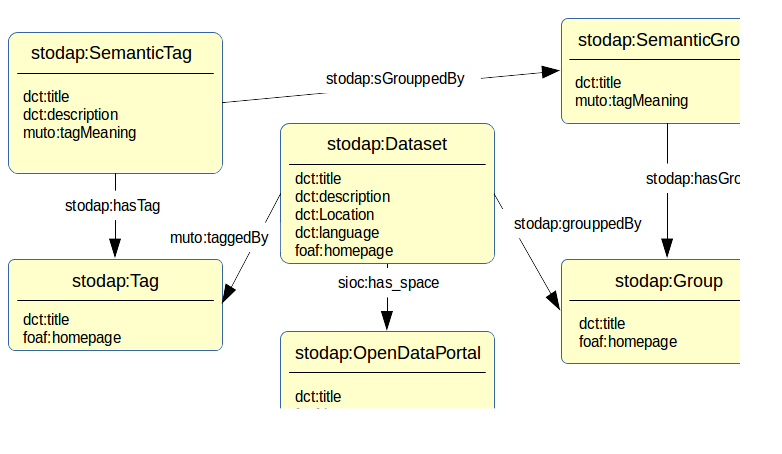 stodap:SemanticTag
dct:title
dct:description
muto:tagMeaning
stodap:sGrouppedBy
stodap:SemanticGro
dct:title
muto:tagMeaning
stodap:Dataset
dct:title
dct:description
dct:Location
dct:language
foaf:homepage
stodap:hasTag
muto:taggedBy
stodap:grouppedBy
stodap:hasGro
stodap:Tag
dct:title
foaf:homepage
sioc:has_space
stodap:Group
dct:title
foaf:homepage
stodap:OpenDataPortal
dct:title